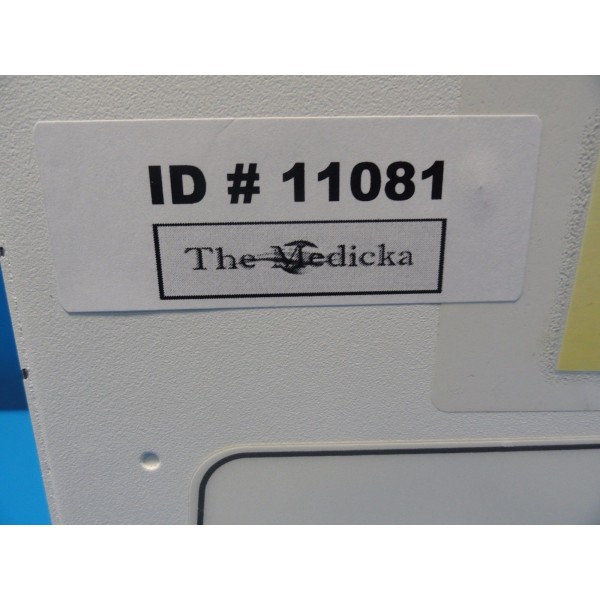 ID # 11081
The Medicka